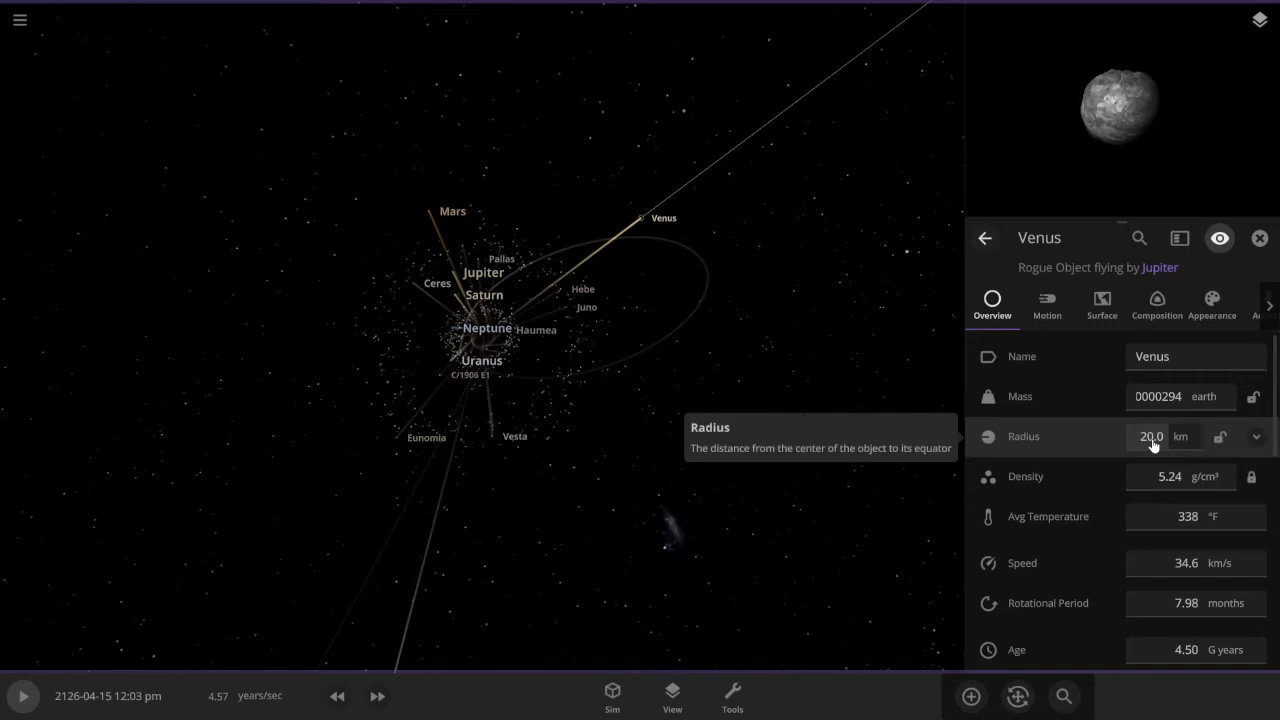 Mars
Venus
Pallas
Jupiter
Ceres
Hebe
Saturn
Juno
Neptune
Haumea
Uranus
C/1906 E1
Eunomia
Vesta
Radius
The distance from the center of the object to its equator
Venus
Rogue Object flying by Jupiter
Overview Motion Surface Composition Appearance
Name Venus
Mass 0000294 earth
Radius 20.0 km
Density 5.24 g/cm³
Avg Temperature 338 °F
Speed 34.6 km/s
Rotational Period 7.98 months
Age 4.50 G years
2126-04-15 12:03 pm 4.57 years/sec
Sim View Tools